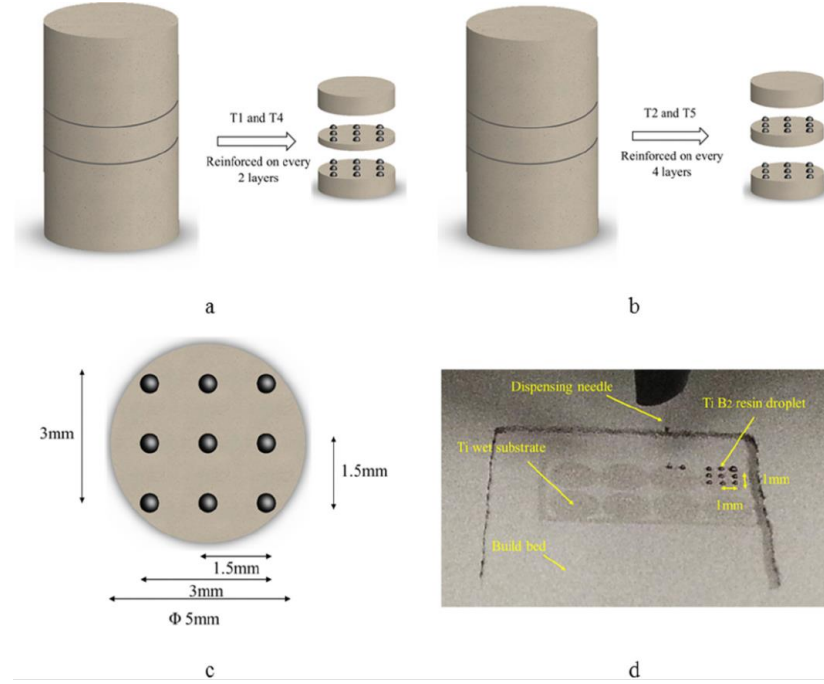 T1 and T4
Reinforced on every
2 layers
T2 and T5
Reinforced on every
4 layers
a
b
3mm
1.5mm
1.5mm
3mm
Φ 5mm
c
Dispensing needle
Ti B2 resin droplet
Ti wet substrate
1mm
1mm
Build bed
d